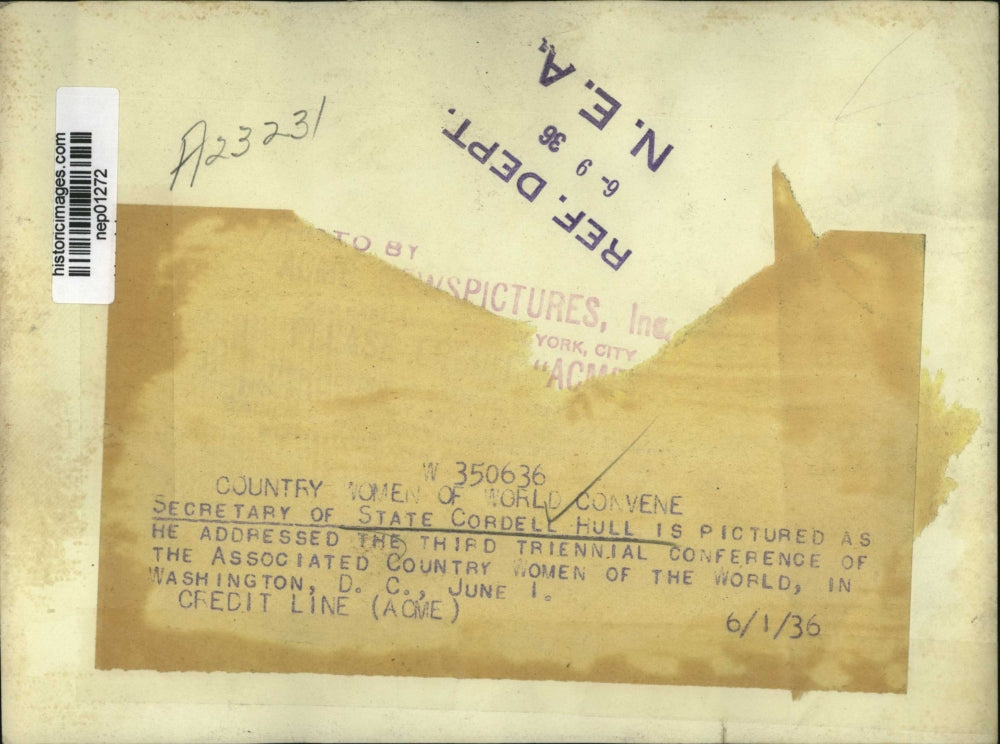 historicimages.com
nep01272
A23231
REF. DEPT.
6-9 36
N. E. A.
TO BY
WSPICTURES, Inc.
YORK, CITY
"ACME
W 350636
COUNTRY WOMEN OF WORLD CONVENE
SECRETARY OF STATE CORDELL HULL IS PICTURED AS
HE ADDRESSED THE THIRD TRIENNIAL CONFERENCE OF
THE ASSOCIATED COUNTRY WOMEN OF THE WORLD, IN
WASHINGTON, D. C., JUNE 1.
CREDIT LINE (ACME)
6/1/36